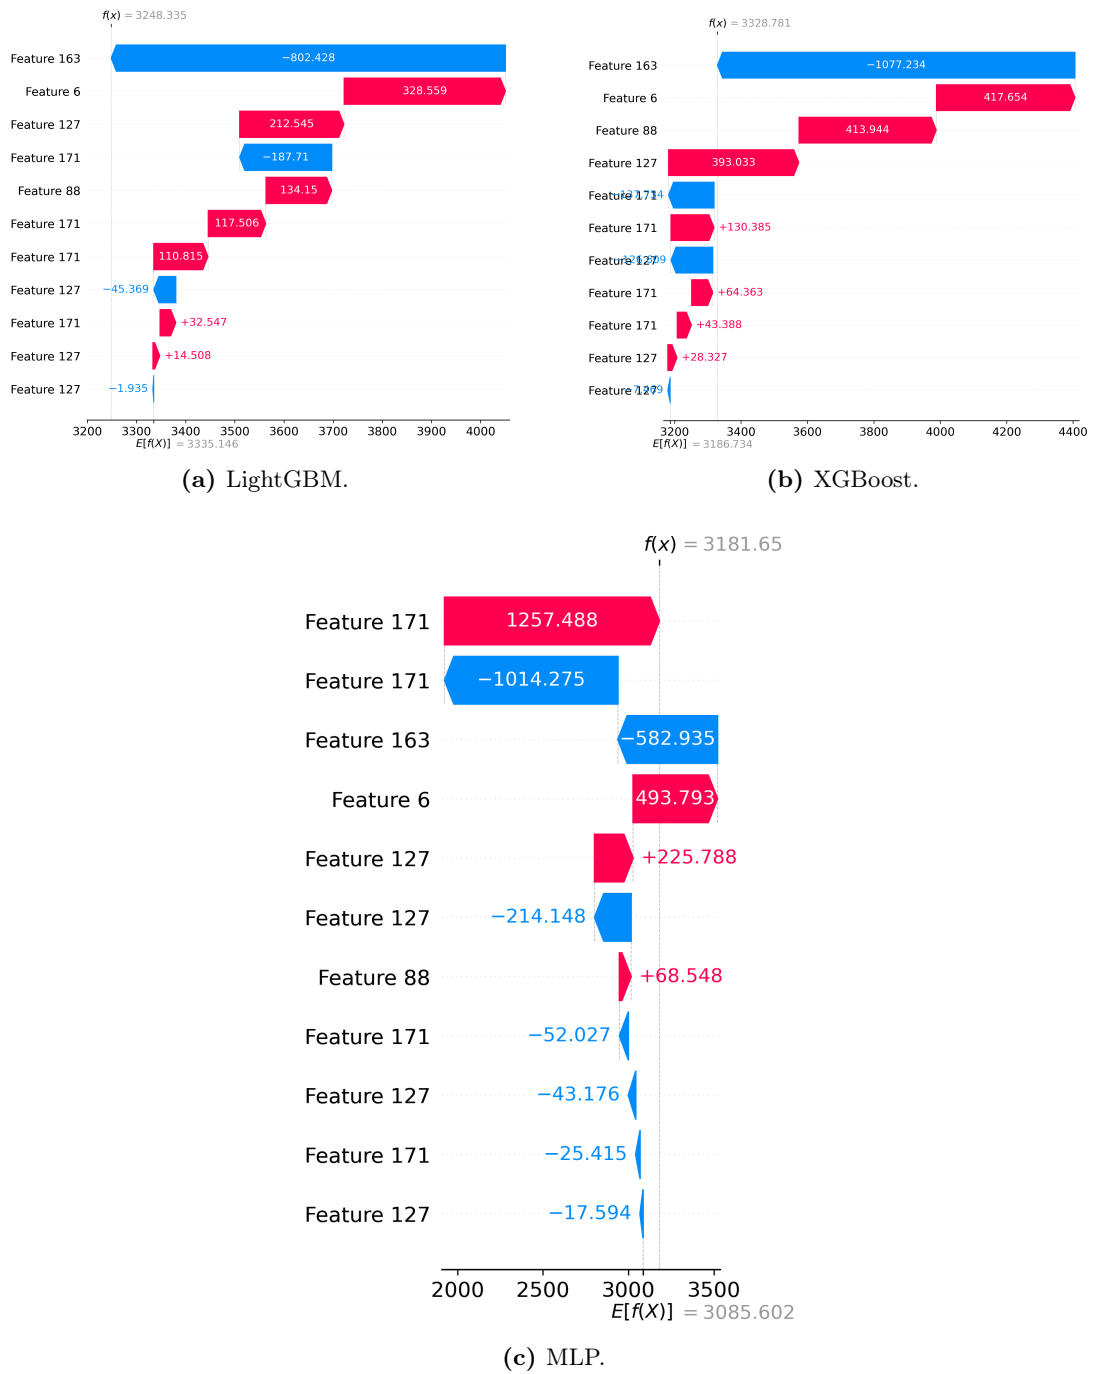 f(x) = 3248.335
Feature 163 −802.428
Feature 6 328.559
Feature 127 212.545
Feature 171 −187.71
Feature 88 134.15
Feature 171 117.506
Feature 171 110.815
Feature 127 −45.369
Feature 171 +32.547
Feature 127 +14.508
Feature 127 −1.935
3200 3300 3400 3500 3600 3700 3800 3900 4000
E[f(X)] = 3335.146
(a) LightGBM.
f(x) = 3328.781
Feature 163 −1077.234
Feature 6 417.654
Feature 88 413.944
Feature 127 393.033
Feature 171
Feature 171 +130.385
Feature 127
Feature 171 +64.363
Feature 171 +43.388
Feature 127 +28.327
Feature 127
3200 3400 3600 3800 4000 4200 4400
E[f(X)] = 3186.734
(b) XGBoost.
f(x) = 3181.65
Feature 171 1257.488
Feature 171 −1014.275
Feature 163 −582.935
Feature 6 493.793
Feature 127 +225.788
Feature 127 −214.148
Feature 88 +68.548
Feature 171 −52.027
Feature 127 −43.176
Feature 171 −25.415
Feature 127 −17.594
2000 2500 3000 3500
E[f(X)] = 3085.602
(c) MLP.